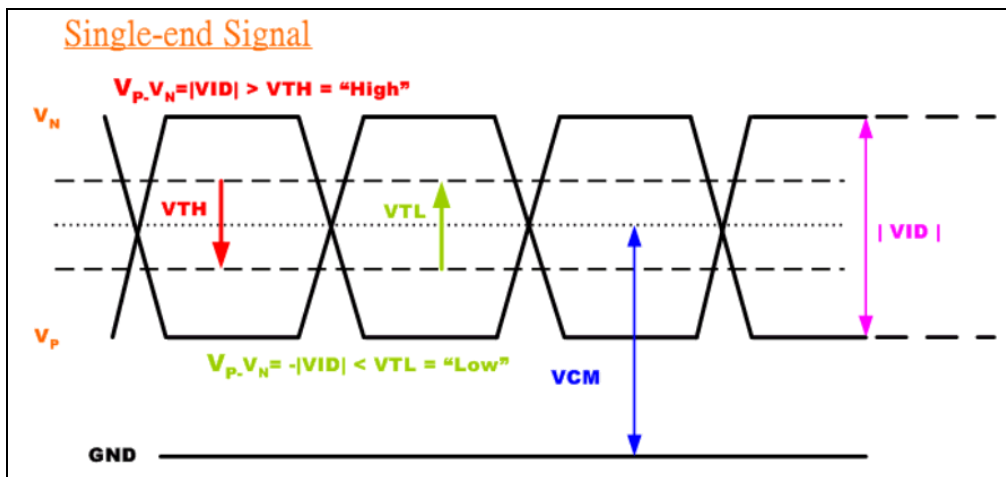 Single-end Signal
VP- VN=|VID| > VTH = "High"
VN
VTH
VTL
| VID |
VP
VP- VN= -|VID| < VTL = "Low"
VCM
GND